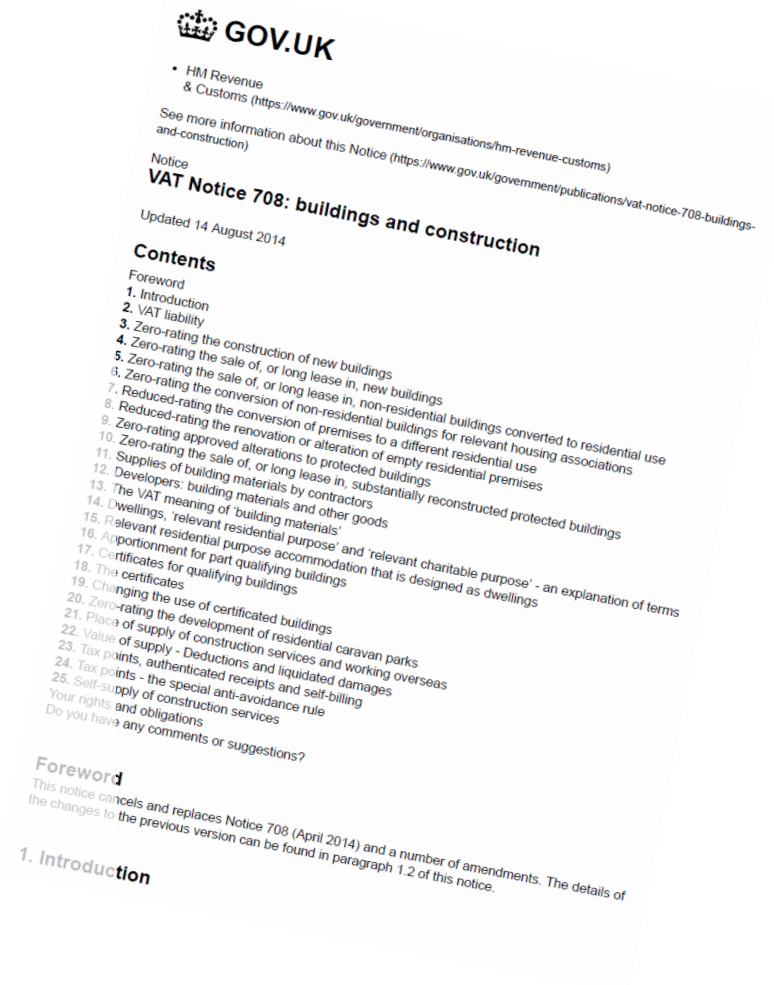 GOV.UK
• HM Revenue
& Customs (https://www.gov.uk/government/organisations/hm-revenue-customs)
See more information about this Notice (https://www.gov.uk/government/publications/vat-notice-708-buildings-
and-construction)
Notice
VAT Notice 708: buildings and construction
Updated 14 August 2014
Contents
Foreword
1. Introduction
2. VAT liability
3. Zero-rating the construction of new buildings
4. Zero-rating the sale of, or long lease in, new buildings
5. Zero-rating the sale of, or long lease in, non-residential buildings converted to residential use
6. Zero-rating the conversion of non-residential buildings for relevant housing associations
7. Reduced-rating the conversion of premises to a different residential use
8. Reduced-rating the renovation or alteration of empty residential premises
9. Zero-rating approved alterations to protected buildings
10. Zero-rating the sale of, or long lease in, substantially reconstructed protected buildings
11. Supplies of building materials by contractors
12. Developers: building materials and other goods
13. The VAT meaning of ‘building materials’
14. Dwellings, ‘relevant residential purpose’ and ‘relevant charitable purpose’ - an explanation of terms
15. Relevant residential purpose accommodation that is designed as dwellings
16. Apportionment for part qualifying buildings
17. Certificates for qualifying buildings
18. The certificates
19. Changing the use of certificated buildings
20. Zero-rating the development of residential caravan parks
21. Place of supply of construction services and working overseas
22. Value of supply - Deductions and liquidated damages
23. Tax points, authenticated receipts and self-billing
24. Tax points - the special anti-avoidance rule
25. Self-supply of construction services
Your rights and obligations
Do you have any comments or suggestions?
Foreword
This notice cancels and replaces Notice 708 (April 2014) and a number of amendments. The details of
the changes to the previous version can be found in paragraph 1.2 of this notice.
1. Introduction